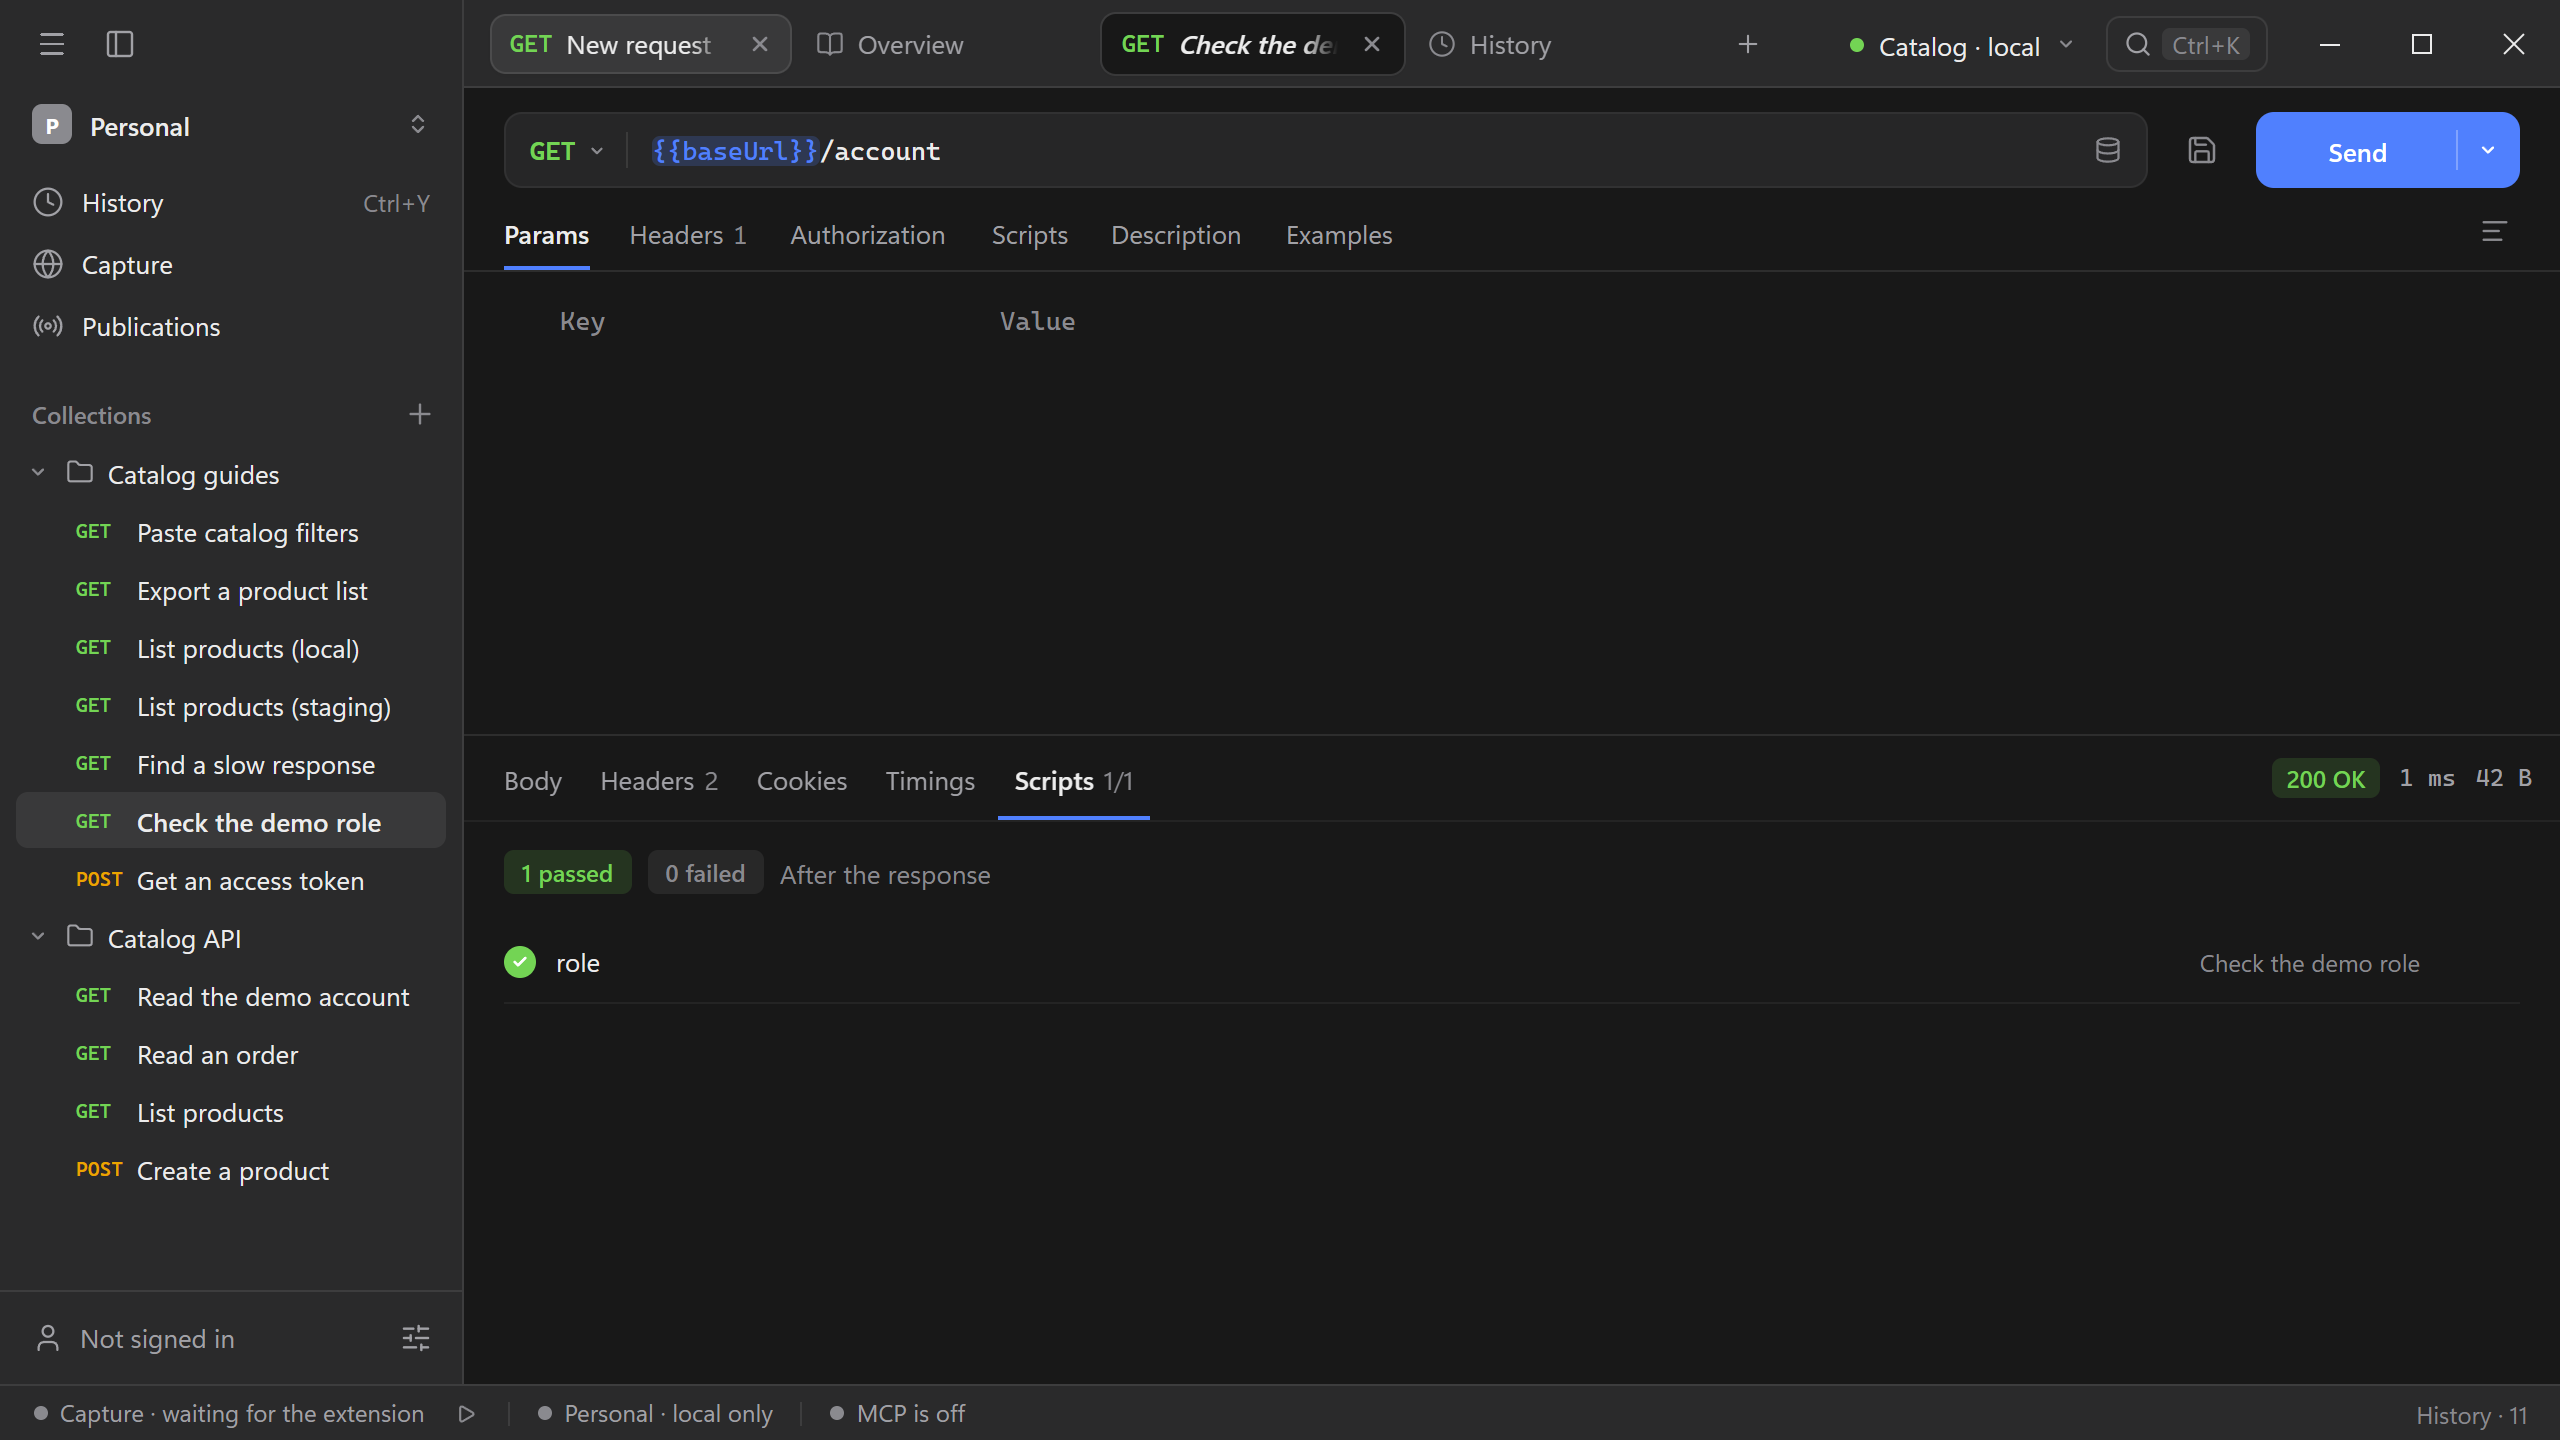 GET New request
Overview
GET Check the de
History
Catalog · local
Ctrl+K
P Personal
History Ctrl+Y
Capture
Publications
Collections
Catalog guides
GET Paste catalog filters
GET Export a product list
GET List products (local)
GET List products (staging)
GET Find a slow response
GET Check the demo role
POST Get an access token
Catalog API
GET Read the demo account
GET Read an order
GET List products
POST Create a product
Not signed in
GET {{baseUrl}}/account
Send
Params Headers 1 Authorization Scripts Description Examples
Key Value
Body Headers 2 Cookies Timings Scripts 1/1
200 OK 1 ms 42 B
1 passed 0 failed After the response
role Check the demo role
Capture · waiting for the extension
Personal · local only
MCP is off
History · 11